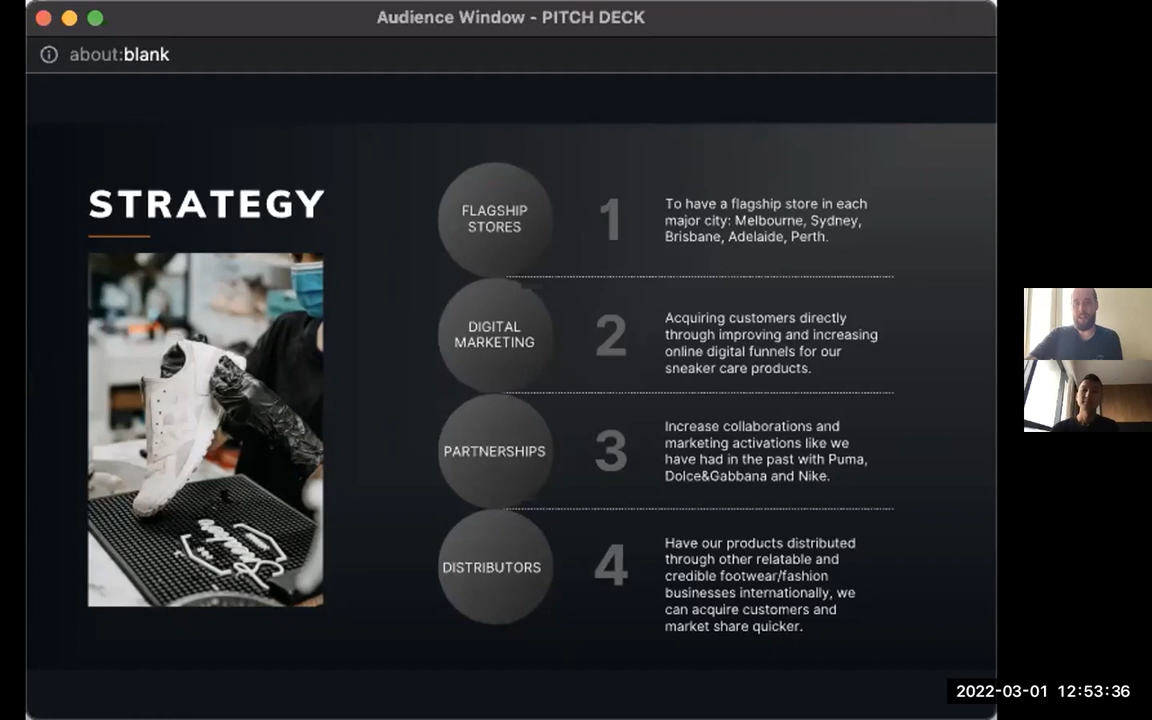 Audience Window - PITCH DECK
about:blank
STRATEGY
FLAGSHIP
STORES
1
To have a flagship store in each
major city: Melbourne, Sydney,
Brisbane, Adelaide, Perth.
DIGITAL
MARKETING
2
Acquiring customers directly
through improving and increasing
online digital funnels for our
sneaker care products.
PARTNERSHIPS
3
Increase collaborations and
marketing activations like we
have had in the past with Puma,
Dolce&Gabbana and Nike.
DISTRIBUTORS
4
Have our products distributed
through other relatable and
credible footwear/fashion
businesses internationally, we
can acquire customers and
market share quicker.
2022-03-01 12:53:36